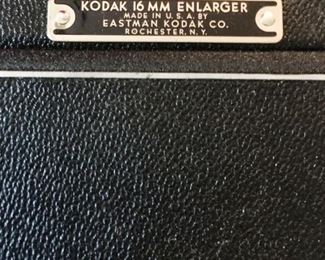 KODAK 16 MM ENLARGER
MADE IN U.S.A. BY
EASTMAN KODAK CO.
ROCHESTER, N.Y.